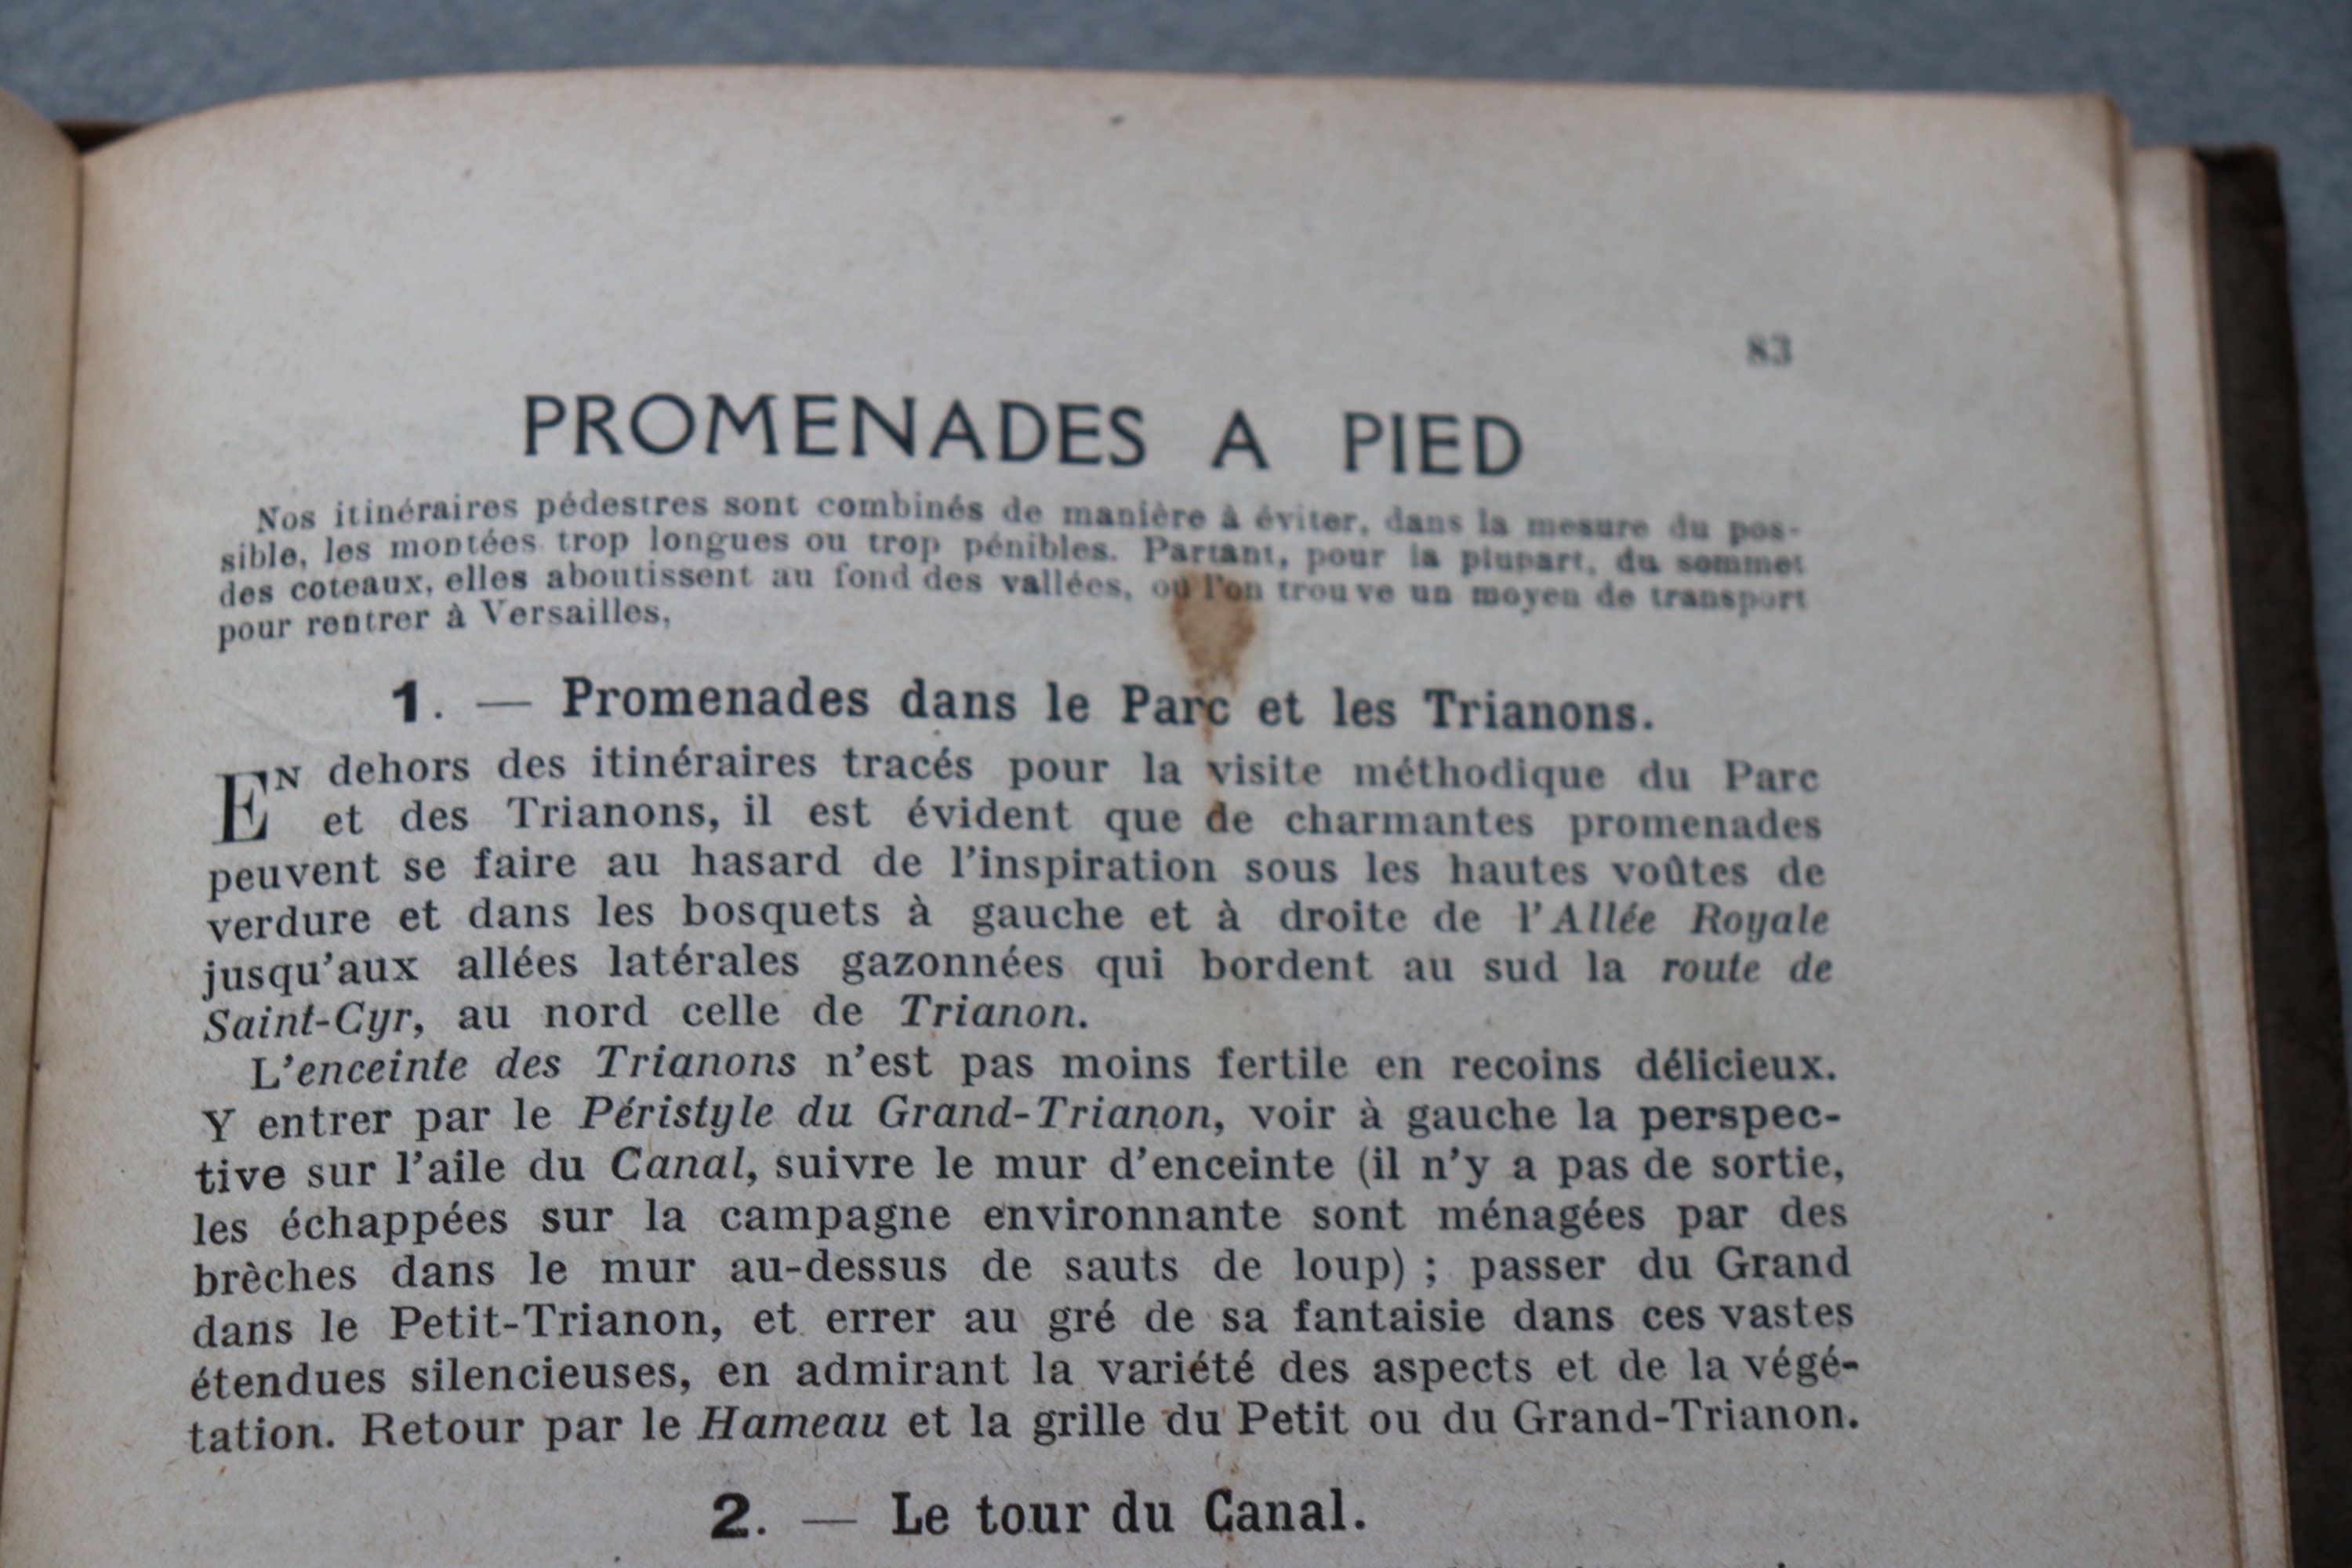 83
PROMENADES A PIED
Nos itinéraires pédestres sont combinés de manière à éviter, dans la mesure du pos-
sible, les montées trop longues ou trop pénibles. Partant, pour la plupart, du sommet
des coteaux, elles aboutissent au fond des vallées, où l'on trouve un moyen de transport
pour rentrer à Versailles,
1. — Promenades dans le Parc et les Trianons.
EN dehors des itinéraires tracés pour la visite méthodique du Parc
et des Trianons, il est évident que de charmantes promenades
peuvent se faire au hasard de l'inspiration sous les hautes voûtes de
verdure et dans les bosquets à gauche et à droite de l'Allée Royale
jusqu'aux allées latérales gazonnées qui bordent au sud la route de
Saint-Cyr, au nord celle de Trianon.
L'enceinte des Trianons n'est pas moins fertile en recoins délicieux.
Y entrer par le Péristyle du Grand-Trianon, voir à gauche la perspec-
tive sur l'aile du Canal, suivre le mur d'enceinte (il n'y a pas de sortie,
les échappées sur la campagne environnante sont ménagées par des
brèches dans le mur au-dessus de sauts de loup) ; passer du Grand
dans le Petit-Trianon, et errer au gré de sa fantaisie dans ces vastes
étendues silencieuses, en admirant la variété des aspects et de la végé-
tation. Retour par le Hameau et la grille du Petit ou du Grand-Trianon.
2. — Le tour du Canal.